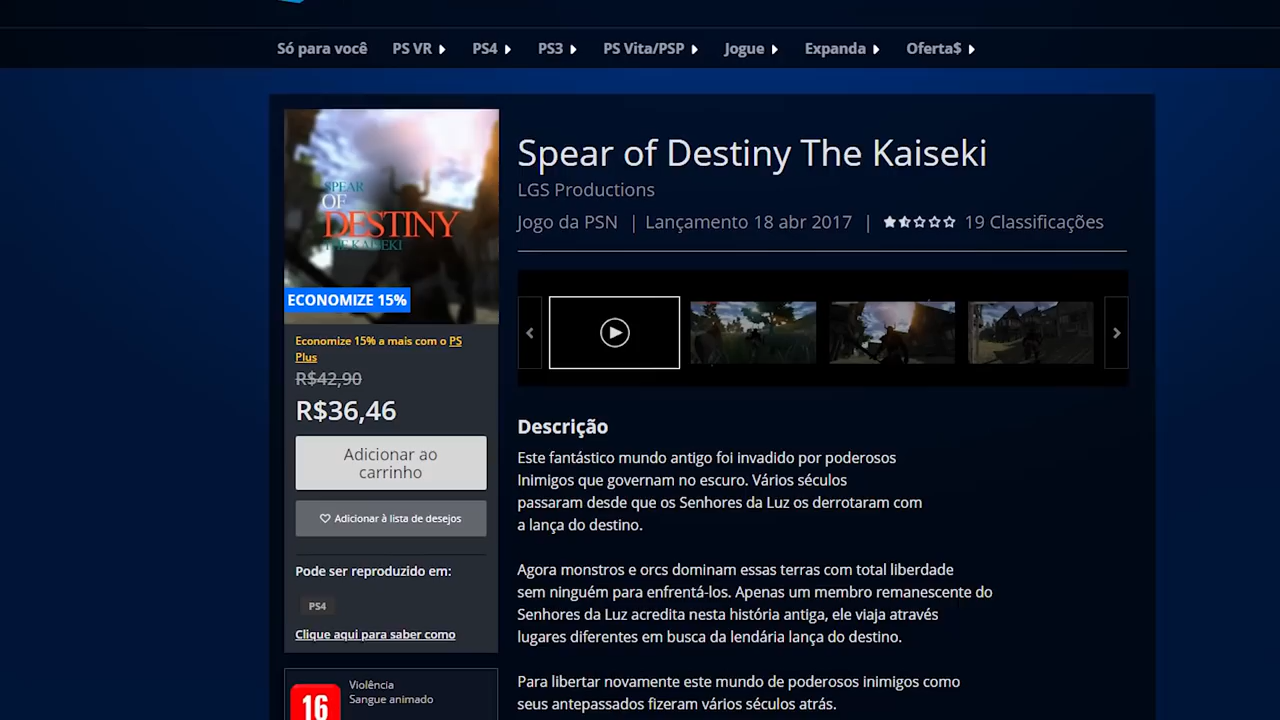 Só para você
PS VR
PS4
PS3
PS Vita/PSP
Jogue
Expanda
Oferta$
SPEAR
OF
DESTINY
THE KAISEKI
ECONOMIZE 15%
Economize 15% a mais com o PS
Plus
R$42,90
R$36,46
Adicionar ao
carrinho
Adicionar à lista de desejos
Pode ser reproduzido em:
PS4
Clique aqui para saber como
16
Violência
Sangue animado
Spear of Destiny The Kaiseki
LGS Productions
Jogo da PSN | Lançamento 18 abr 2017 | 19 Classificações
Descrição
Este fantástico mundo antigo foi invadido por poderosos
Inimigos que governam no escuro. Vários séculos
passaram desde que os Senhores da Luz os derrotaram com
a lança do destino.
Agora monstros e orcs dominam essas terras com total liberdade
sem ninguém para enfrentá-los. Apenas um membro remanescente do
Senhores da Luz acredita nesta história antiga, ele viaja através
lugares diferentes em busca da lendária lança do destino.
Para libertar novamente este mundo de poderosos inimigos como
seus antepassados fizeram vários séculos atrás.